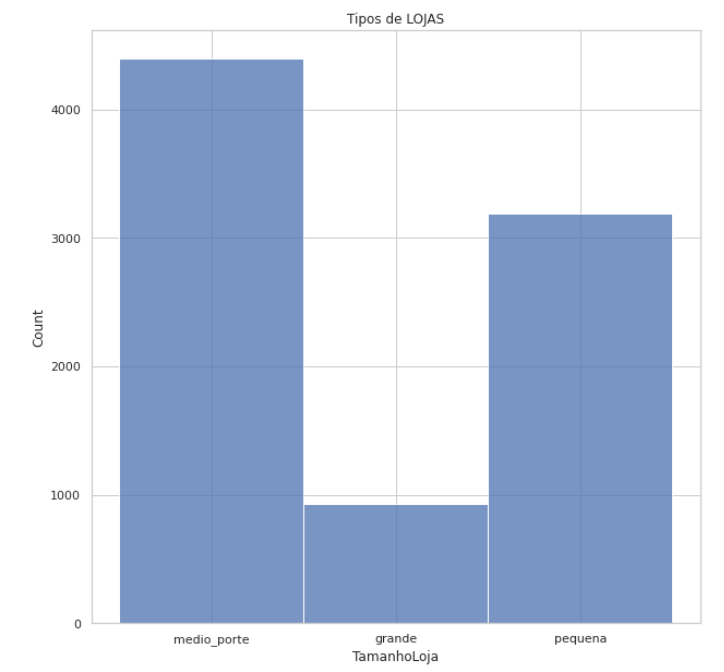 Tipos de LOJAS
4000
3000
2000
1000
0
Count
medio_porte
grande
pequena
TamanhoLoja